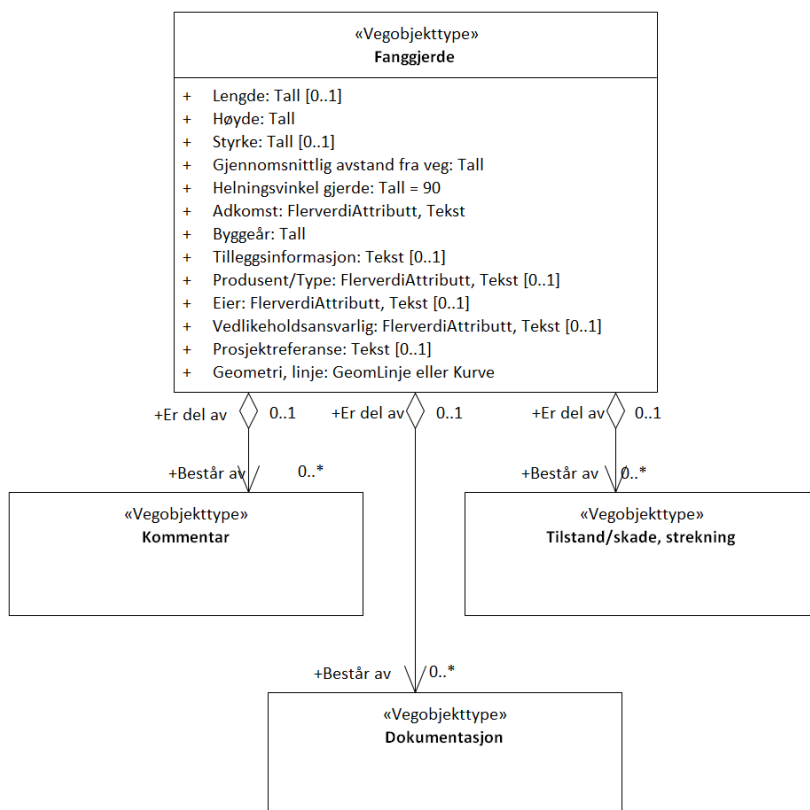 «Vegobjekttype»
Fanggjerde
+ Lengde: Tall [0..1]
+ Høyde: Tall
+ Styrke: Tall [0..1]
+ Gjennomsnittlig avstand fra veg: Tall
+ Helningsvinkel gjerde: Tall = 90
+ Adkomst: FlerverdiAttributt, Tekst
+ Byggeår: Tall
+ Tilleggsinformasjon: Tekst [0..1]
+ Produsent/Type: FlerverdiAttributt, Tekst [0..1]
+ Eier: FlerverdiAttributt, Tekst [0..1]
+ Vedlikeholdsansvarlig: FlerverdiAttributt, Tekst [0..1]
+ Prosjektreferanse: Tekst [0..1]
+ Geometri, linje: GeomLinje eller Kurve
+Er del av 0..1 +Er del av 0..1 +Er del av 0..1
+Består av 0..* +Består av 0..*
«Vegobjekttype»
Kommentar
«Vegobjekttype»
Tilstand/skade, strekning
+Består av 0..*
«Vegobjekttype»
Dokumentasjon